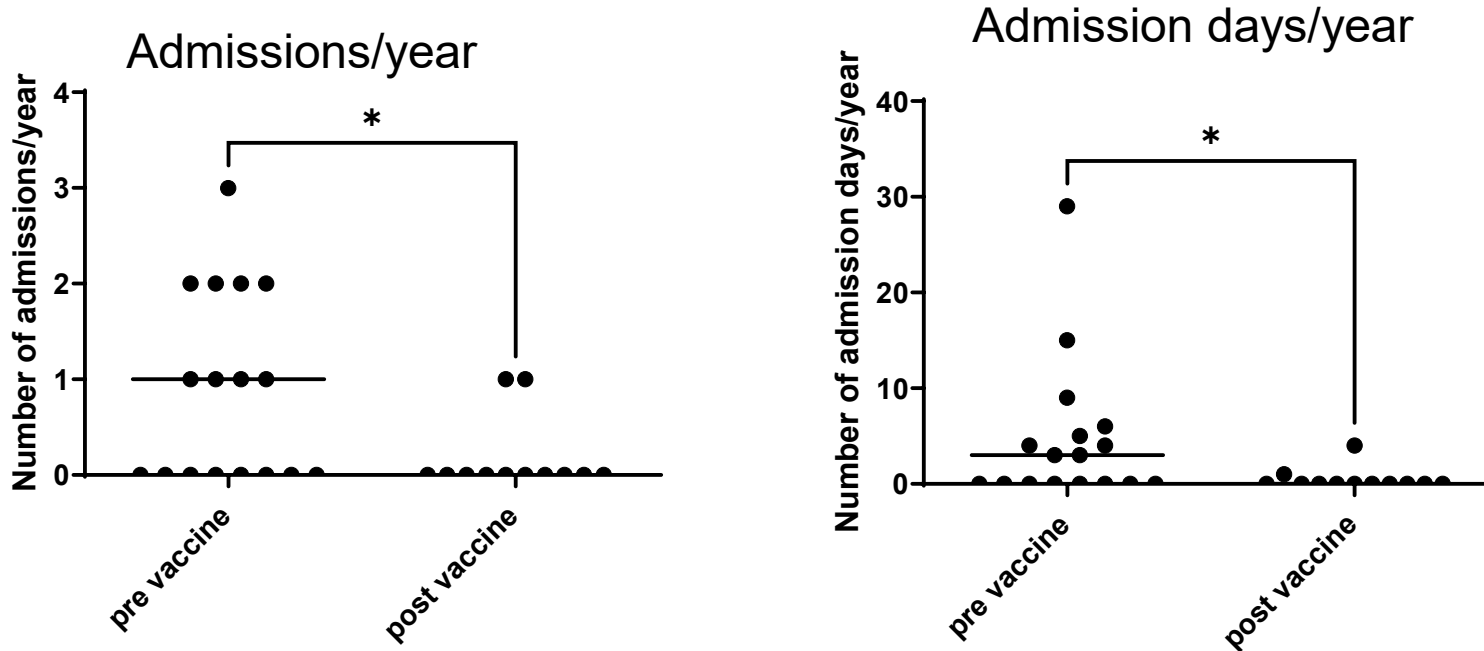 Admissions/year
Number of admissions/year
4
3
2
1
0
*
pre vaccine
post vaccine
Admission days/year
Number of admission days/year
40
30
20
10
0
*
pre vaccine
post vaccine